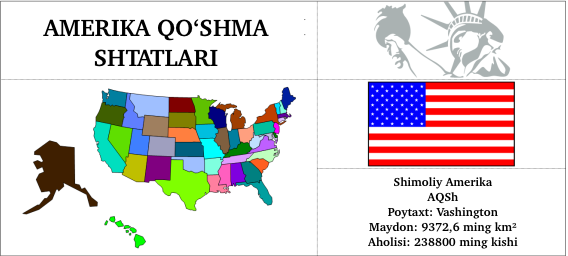 AMERIKA QO‘SHMA
SHTATLARI
Shimoliy Amerika
AQSh
Poytaxt: Vashington
Maydon: 9372,6 ming km²
Aholisi: 238800 ming kishi